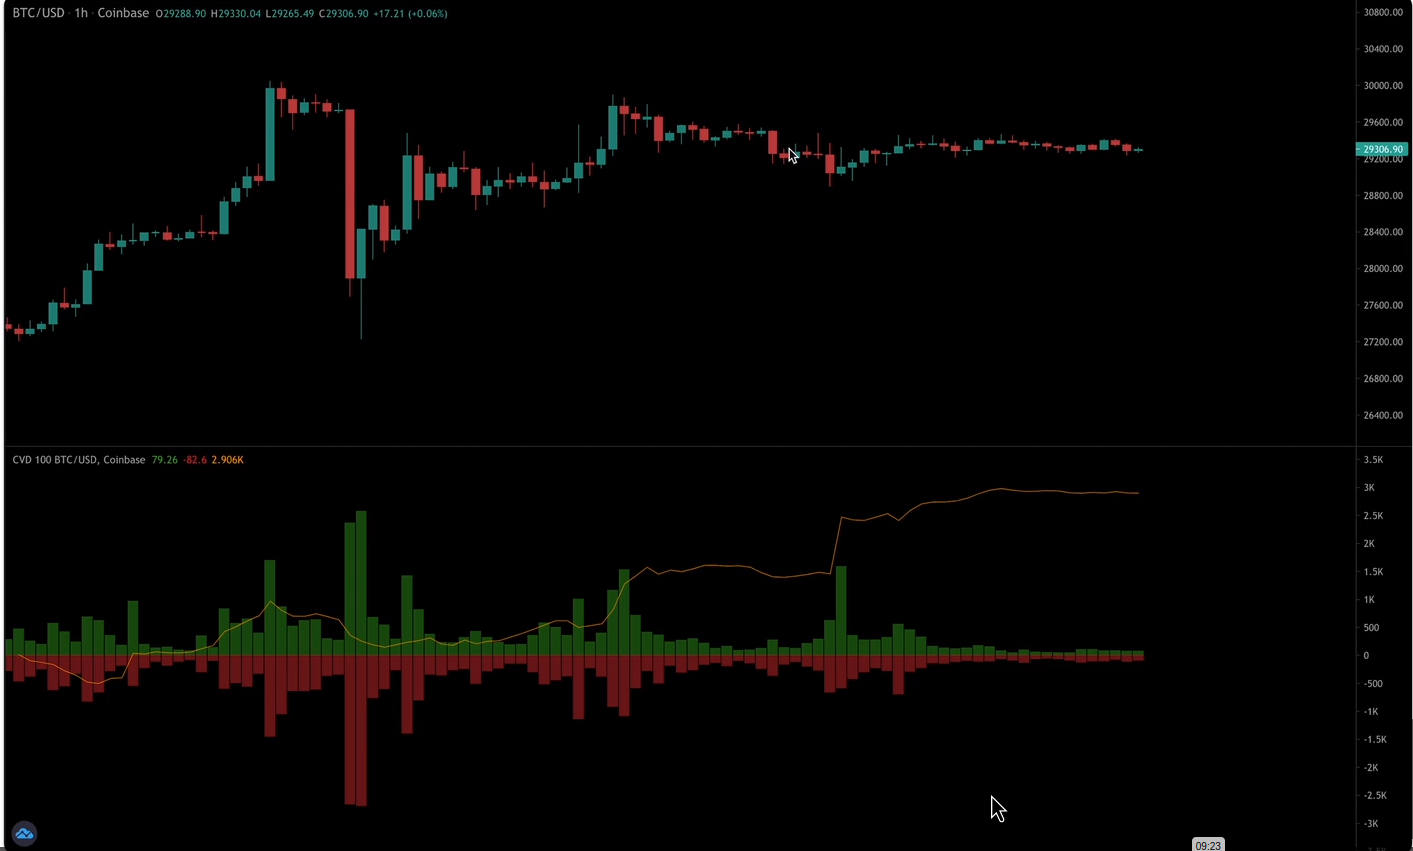 BTC/USD · 1h · Coinbase O29288.90 H29330.04 L29265.49 C29306.90 +17.21 (+0.06%)
30800.00
30400.00
30000.00
29600.00
29306.90
29200.00
28800.00
28400.00
28000.00
27600.00
27200.00
26800.00
26400.00
CVD 100 BTC/USD, Coinbase 79.26 -82.6 2.906K
3.5K
3K
2.5K
2K
1.5K
1K
500
0
-500
-1K
-1.5K
-2K
-2.5K
-3K
09:23